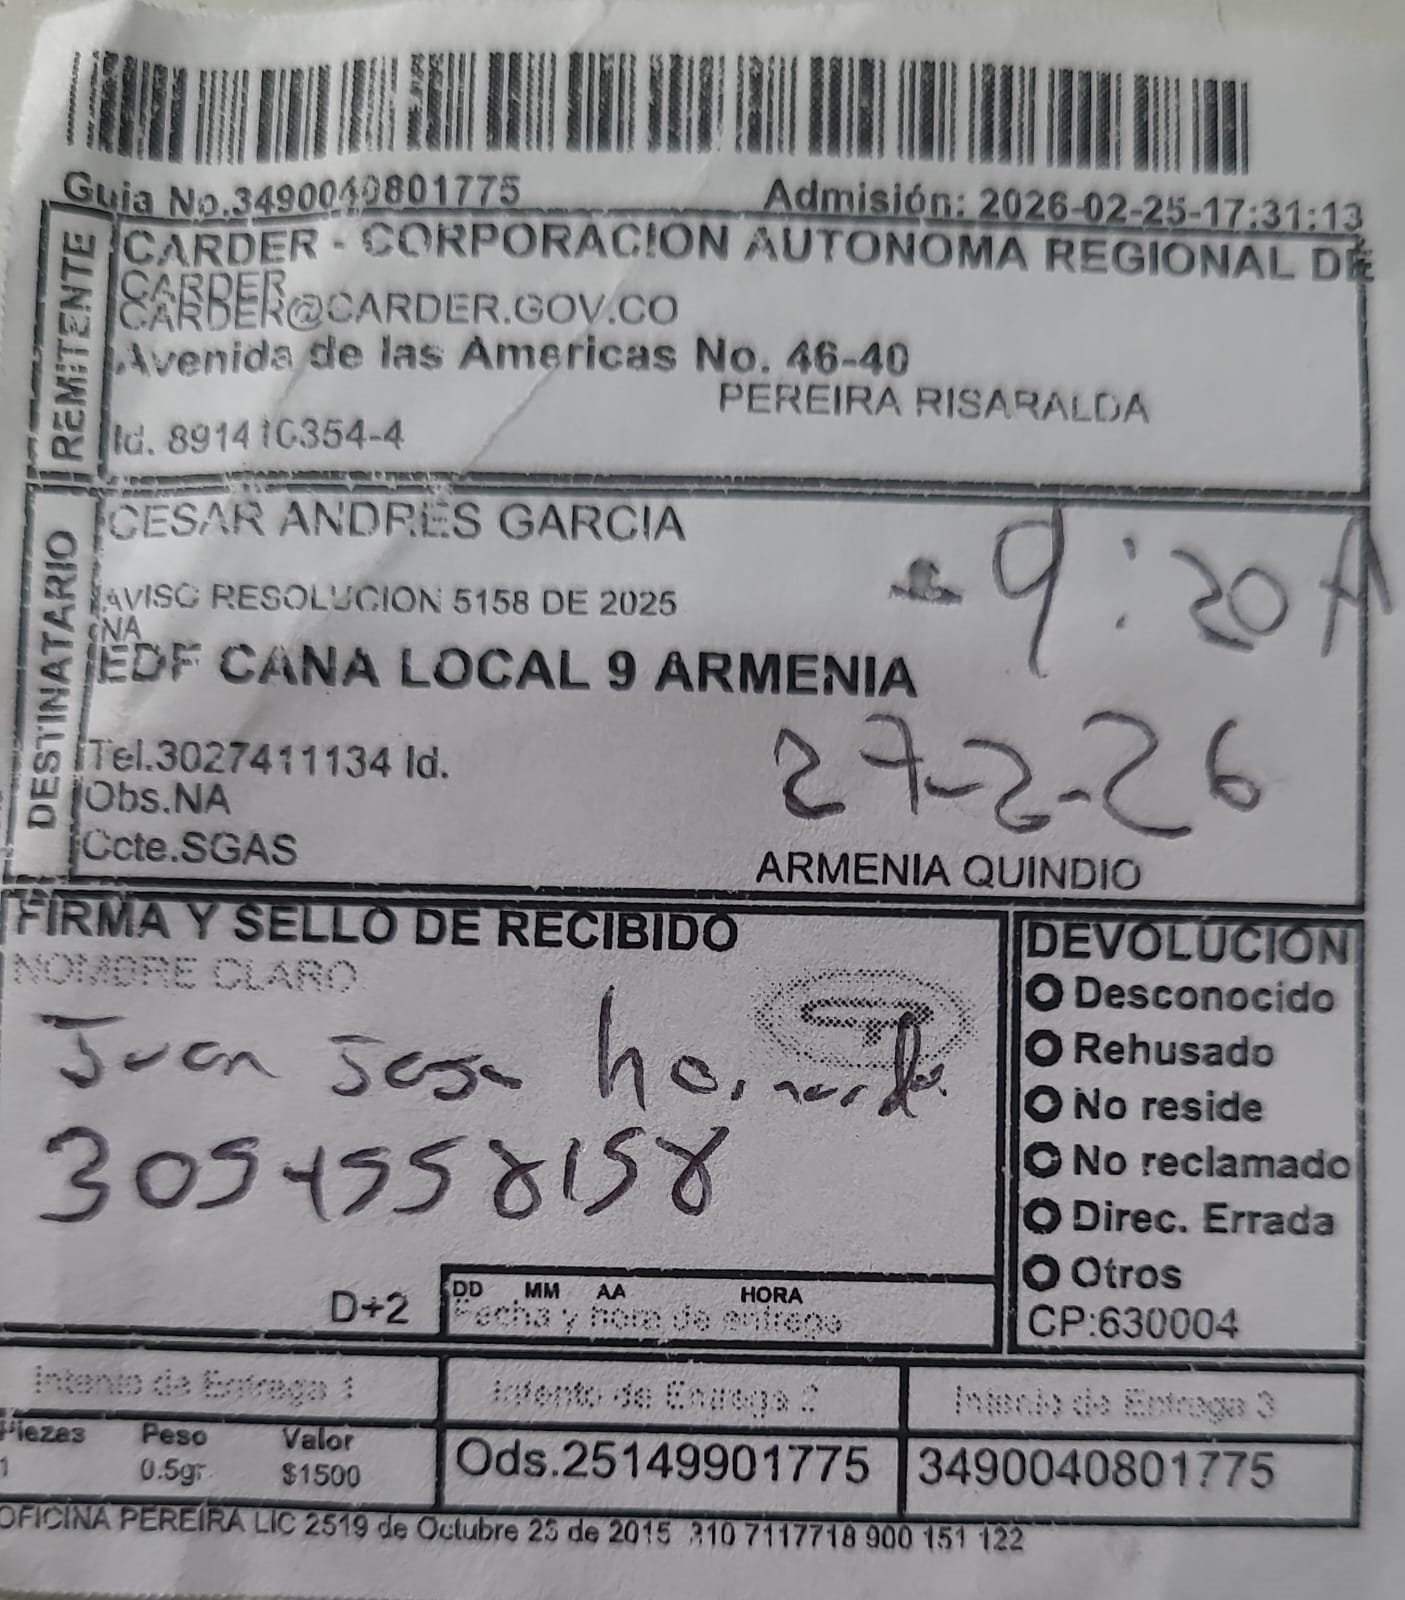 Guia No.3490040801775 Admisión: 2026-02-25-17:31:13
REMITENTE
CARDER - CORPORACION AUTONOMA REGIONAL DE
CARDER
CARDER@CARDER.GOV.CO
Avenida de las Americas No. 46-40
PEREIRA RISARALDA
Id. 891410354-4
DESTINATARIO
CESAR ANDRES GARCIA
9:20 A
AVISO RESOLUCION 5158 DE 2025
NA
EDF CANA LOCAL 9 ARMENIA
27-2-26
Tel.3027411134 Id.
Obs.NA
Ccte.SGAS
ARMENIA QUINDIO
FIRMA Y SELLO DE RECIBIDO
NOMBRE CLARO
Juan Jose
3054558158
D+2
DD MM AA HORA
Fecha y hora de entrega
DEVOLUCION
Desconocido
Rehusado
No reside
No reclamado
Direc. Errada
Otros
CP:630004
Intento de Entrega 1 Intento de Entrega 2 Intento de Entrega 3
Piezas Peso Valor
1 0.5gr. $1500
Ods.25149901775 3490040801775
OFICINA PEREIRA LIC 2519 de Octubre 23 de 2015 310 7117718 900 151 122